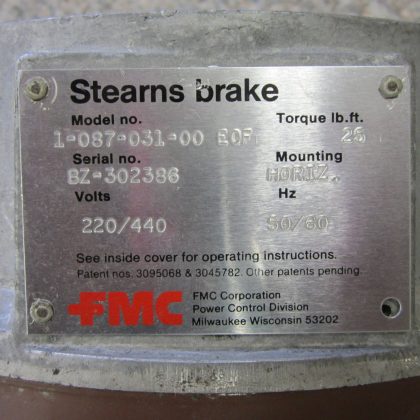 Stearns brake
Model no. Torque lb.ft.
1-087-031-00 EQF 25
Serial no. Mounting
BZ-302386 HORIZ.
Volts Hz
220/440 50/60
See inside cover for operating instructions.
Patent nos. 3095068 & 3045782. Other patents pending.
FMC FMC Corporation
Power Control Division
Milwaukee Wisconsin 53202